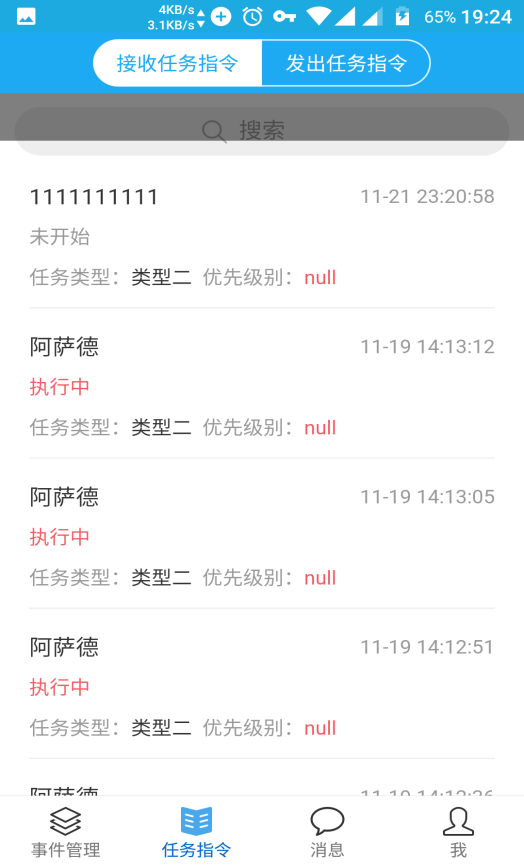 4KB/s
3.1KB/s
65% 19:24
接收任务指令 发出任务指令
搜索
1111111111 11-21 23:20:58
未开始
任务类型：类型二 优先级别：null
阿萨德 11-19 14:13:12
执行中
任务类型：类型二 优先级别：null
阿萨德 11-19 14:13:05
执行中
任务类型：类型二 优先级别：null
阿萨德 11-19 14:12:51
执行中
任务类型：类型二 优先级别：null
阿萨德
事件管理 任务指令 消息 我